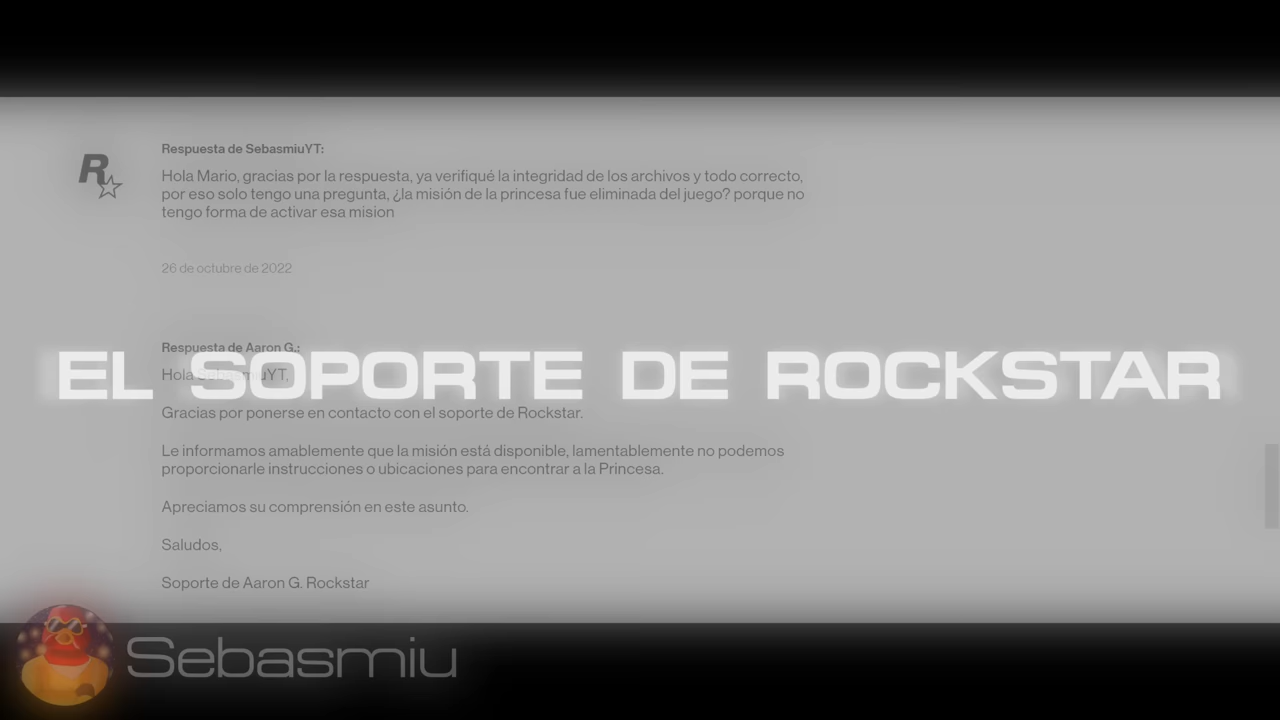 Respuesta de SebasmiuYT:
Hola Mario, gracias por la respuesta, ya verifiqué la integridad de los archivos y todo correcto,
por eso solo tengo una pregunta, ¿la misión de la princesa fue eliminada del juego? porque no
tengo forma de activar esa mision
26 de octubre de 2022
Respuesta de Aaron G.:
Hola SebasmiuYT,
EL SOPORTE DE ROCKSTAR
Gracias por ponerse en contacto con el soporte de Rockstar.
Le informamos amablemente que la misión está disponible, lamentablemente no podemos
proporcionarle instrucciones o ubicaciones para encontrar a la Princesa.
Apreciamos su comprensión en este asunto.
Saludos,
Soporte de Aaron G. Rockstar
Sebasmiu